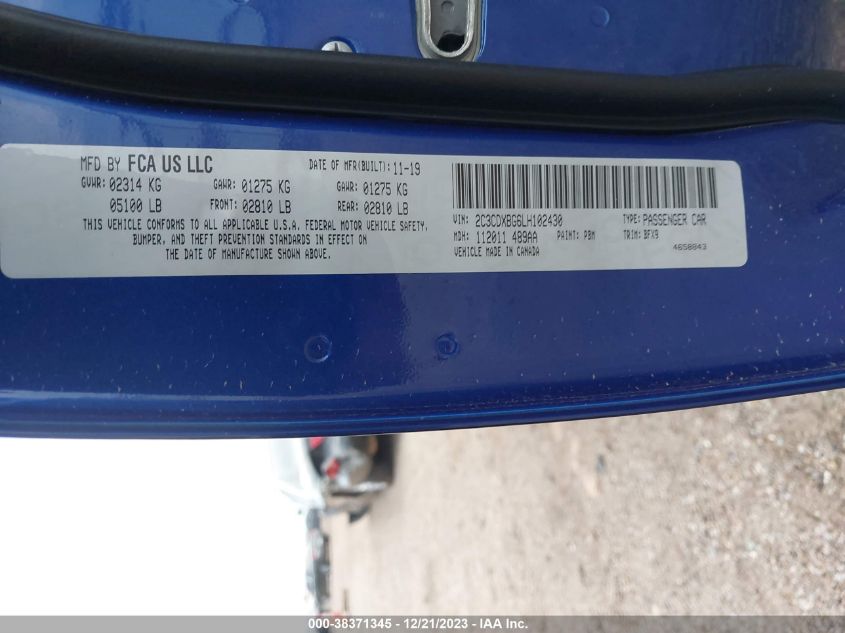 MFD BY FCA US LLC DATE OF MFR(BUILT): 11-19
GVWR: 02314 KG GAWR: 01275 KG GAWR: 01275 KG
05100 LB FRONT: 02810 LB REAR: 02810 LB
THIS VEHICLE CONFORMS TO ALL APPLICABLE U.S.A. FEDERAL MOTOR VEHICLE SAFETY,
BUMPER, AND THEFT PREVENTION STANDARDS IN EFFECT ON
THE DATE OF MANUFACTURE SHOWN ABOVE.
VIN: 2C3CDXBG6LH102430 TYPE: PASSENGER CAR
MDH: 112011 489AA PAINT: PBM TRIM: BFX9
VEHICLE MADE IN CANADA 4658843
000-38371345 - 12/21/2023 - IAA Inc.